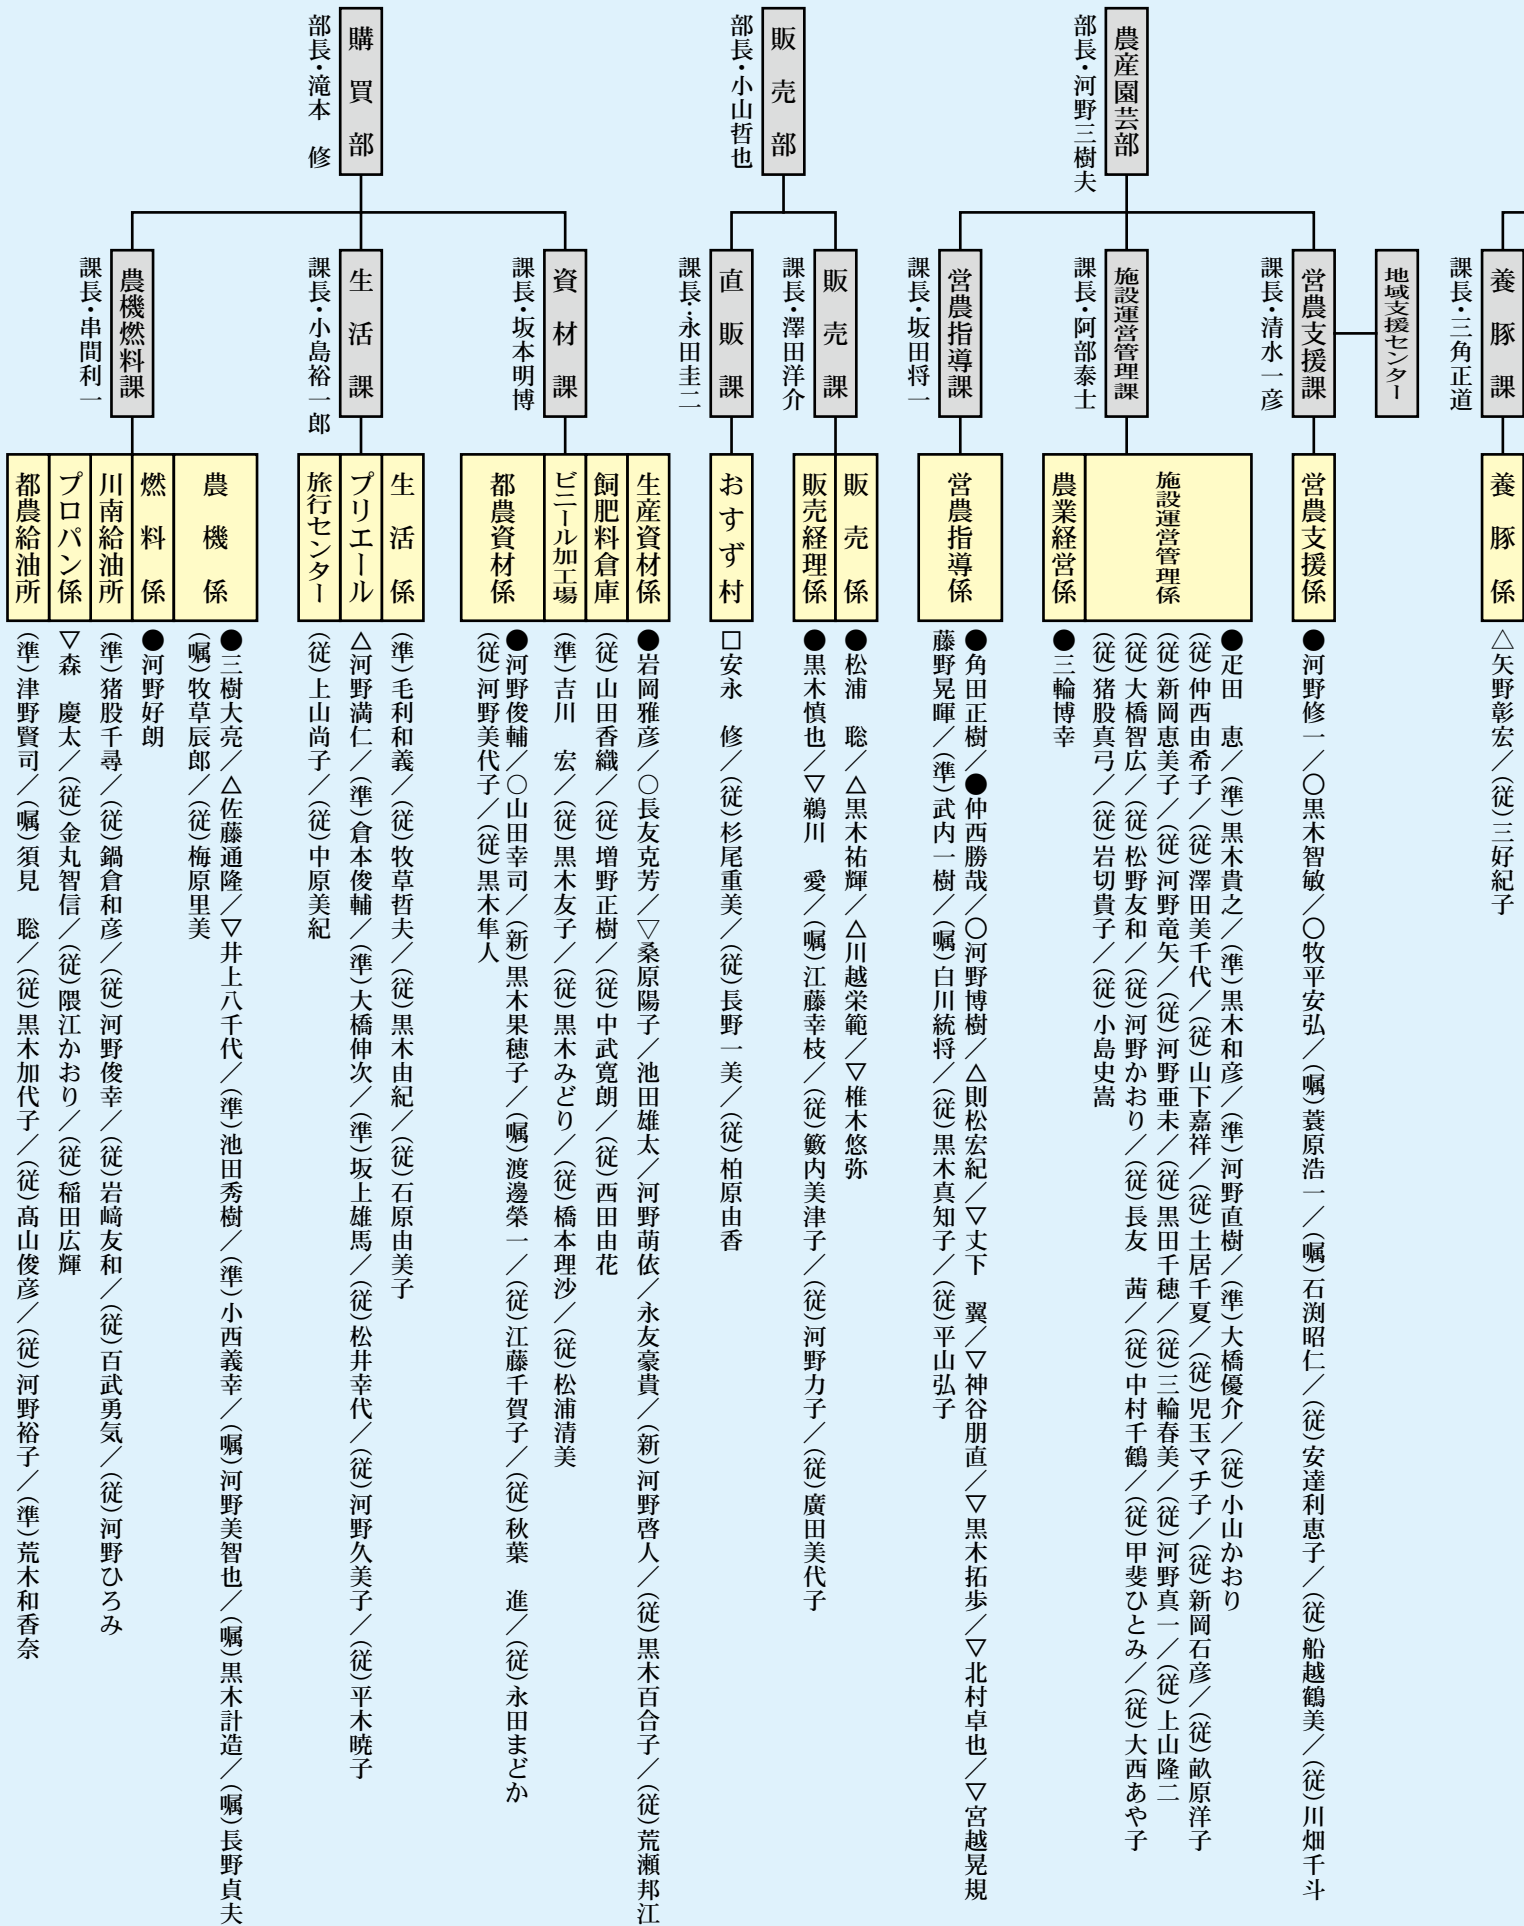 養豚課
課長・三角正道
養豚係
△矢野彰宏／(従)三好紀子
農産園芸部
部長・河野三樹夫
地域支援センター
営農支援課
課長・清水一彦
営農支援係
●河野修一／○黒木智敏／○牧平安弘／(嘱)蓑原浩一／(嘱)石渕昭仁／(従)安達利恵子／(従)船越鶴美／(従)川畑千斗
施設運営管理課
課長・阿部泰士
施設運営管理係
●疋田　恵／(準)黒木貴之／(準)黒木和彦／(準)河野直樹／(準)大橋優介／(従)小山かおり
(従)仲西由希子／(従)澤田美千代／(従)山下嘉祥／(従)土居千夏／(従)児玉マチ子／(従)新岡石彦／(従)畝原洋子
(従)新岡恵美子／(従)河野竜矢／(従)河野亜未／(従)黒田千穂／(従)三輪春美／(従)河野真一／(従)上山隆二
(従)大橋智広／(従)松野友和／(従)河野かおり／(従)長友　茜／(従)中村千鶴／(従)甲斐ひとみ／(従)大西あや子
(従)猪股真弓／(従)岩切貴子／(従)小島史嵩
農業経営係
●三輪博幸
営農指導課
課長・坂田将一
営農指導係
●角田正樹／●仲西勝哉／○河野博樹／△則松宏紀／▽丈下　翼／▽神谷朋直／▽黒木拓歩／▽北村卓也／▽宮越晃規
藤野晃暉／(準)武内一樹／(嘱)白川統将／(従)黒木真知子／(従)平山弘子
販売部
部長・小山哲也
販売課
課長・澤田洋介
販売係
●松浦　聡／△黒木祐輝／△川越栄範／▽椎木悠弥
販売経理係
●黒木慎也／▽鵜川　愛／(嘱)江藤幸枝／(従)籔内美津子／(従)河野力子／(従)廣田美代子
直販課
課長・永田圭二
おすず村
□安永　修／(従)杉尾重美／(従)長野一美／(従)柏原由香
購買部
部長・滝本　修
資材課
課長・坂本明博
生産資材係
●岩岡雅彦／○長友克芳／▽桑原陽子／池田雄太／河野萌依／永友豪貴／(新)河野啓人／(従)黒木百合子／(従)荒瀬邦江
飼肥料倉庫
(従)山田香織／(従)増野正樹／(従)中武寛朗／(従)西田由花
ビニール加工場
(準)吉川　宏／(従)黒木友子／(従)黒木みどり／(従)橋本理沙／(従)松浦清美
都農資材係
●河野俊輔／○山田幸司／(新)黒木果穂子／(嘱)渡邊榮一／(従)江藤千賀子／(従)秋葉　進／(従)永田まどか
(従)河野美代子／(従)黒木隼人
生活課
課長・小島裕一郎
生活係
(準)毛利和義／(従)牧草哲夫／(従)黒木由紀／(従)石原由美子
プリエール
△河野満仁／(準)倉本俊輔／(準)大橋伸次／(準)坂上雄馬／(従)松井幸代／(従)河野久美子／(従)平木暁子
旅行センター
(従)上山尚子／(従)中原美紀
農機燃料課
課長・串間利一
農機係
●三樹大亮／△佐藤通隆／▽井上八千代／(準)池田秀樹／(準)小西義幸／(嘱)河野美智也／(嘱)黒木計造／(嘱)長野貞夫
(嘱)牧草辰郎／(従)梅原里美
燃料係
●河野好朗
川南給油所
(準)猪股千尋／(従)鍋倉和彦／(従)河野俊幸／(従)岩﨑友和／(従)百武勇気／(従)河野ひろみ
プロパン係
▽森　慶太／(従)金丸智信／(従)隈江かおり／(従)稲田広輝
都農給油所
(準)津野賢司／(嘱)須見　聡／(従)黒木加代子／(従)髙山俊彦／(従)河野裕子／(準)荒木和香奈